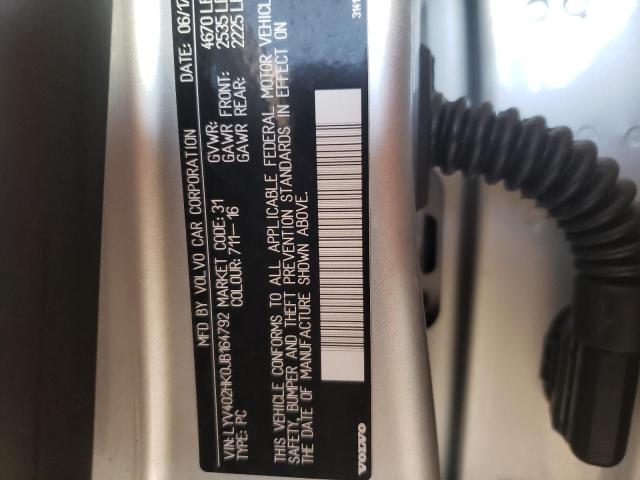 MFD BY VOLVO CAR CORPORATION DATE: 06/17
VIN: LYV402HK0JB164792 GVWR: 4670 LB
TYPE: PC MARKET CODE: 31 GAWR FRONT: 2535 LB
COLOUR: 711-16 GAWR REAR: 2225 LB
THIS VEHICLE CONFORMS TO ALL APPLICABLE FEDERAL MOTOR VEHICLE
SAFETY, BUMPER AND THEFT PREVENTION STANDARDS IN EFFECT ON
THE DATE OF MANUFACTURE SHOWN ABOVE.
VOLVO